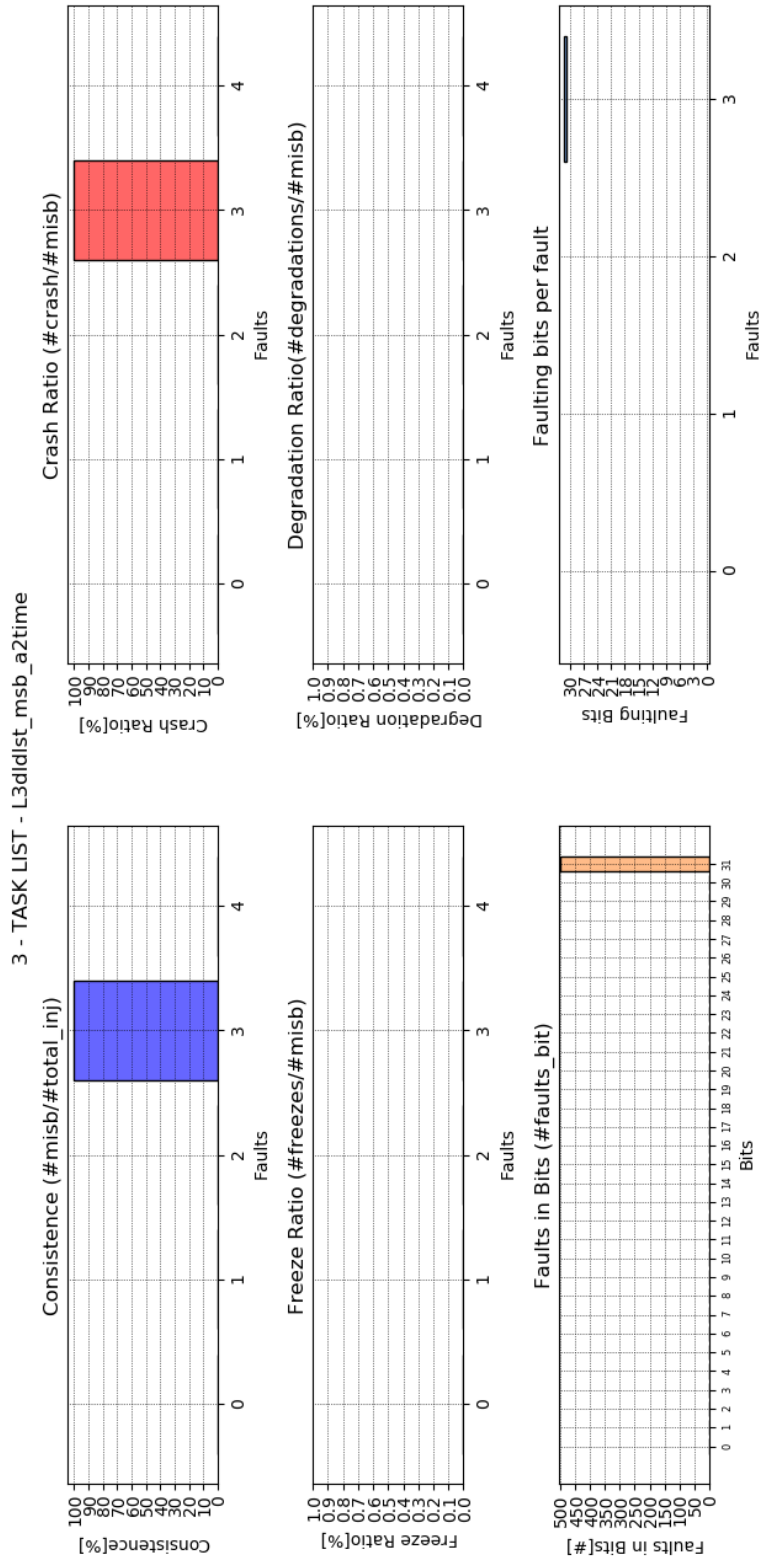 3 - TASK LIST - L3dldlst_msb_a2time
Consistence (#misb/#total_inj)
Consistence[%]
100
90
80
70
60
50
40
30
20
10
0
0 1 2 3 4
Faults
Crash Ratio (#crash/#misb)
Crash Ratio[%]
100
90
80
70
60
50
40
30
20
10
0
0 1 2 3 4
Faults
Freeze Ratio (#freezes/#misb)
Freeze Ratio[%]
1.0
0.9
0.8
0.7
0.6
0.5
0.4
0.3
0.2
0.1
0.0
0 1 2 3 4
Faults
Degradation Ratio(#degradations/#misb)
Degradation Ratio[%]
1.0
0.9
0.8
0.7
0.6
0.5
0.4
0.3
0.2
0.1
0.0
0 1 2 3 4
Faults
Faults in Bits (#faults_bit)
Faults in Bits[#]
500
450
400
350
300
250
200
150
100
50
0
0 1 2 3 4 5 6 7 8 9 10 11 12 13 14 15 16 17 18 19 20 21 22 23 24 25 26 27 28 29 30 31
Bits
Faulting bits per fault
Faulting Bits
30
27
24
21
18
15
12
9
6
3
0
0 1 2 3
Faults